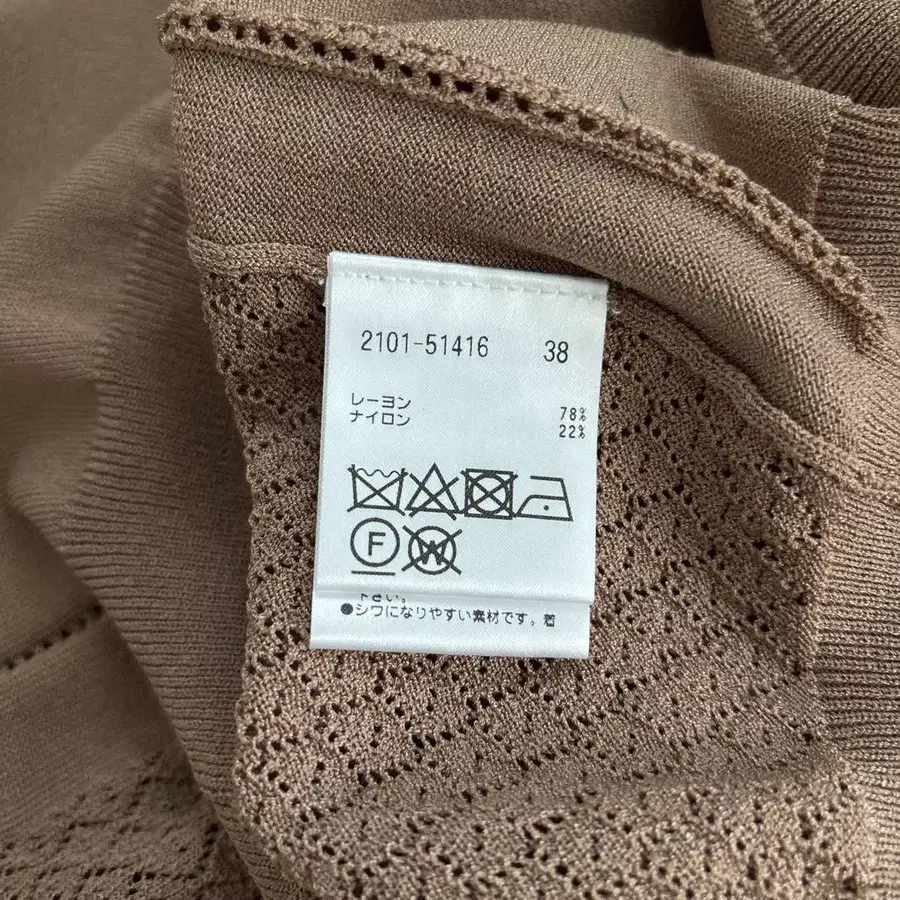 2101-51416 38
レーヨン 78%
ナイロン 22%
F W
●シワになりやすい素材です。着